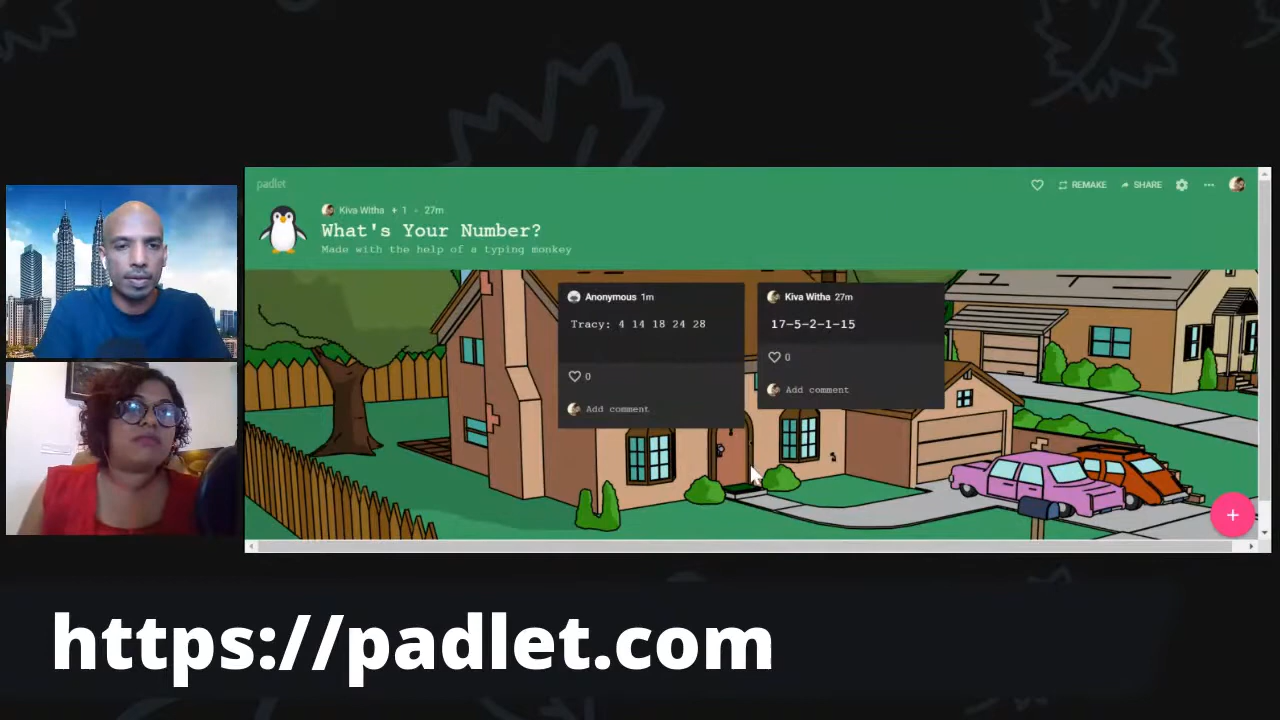 padlet
REMAKE
SHARE
Kiva Witha + 1 · 27m
What's Your Number?
Made with the help of a typing monkey
Anonymous 1m
Tracy: 4 14 18 24 28
0
Add comment
Kiva Witha 27m
17-5-2-1-15
0
Add comment
https://padlet.com